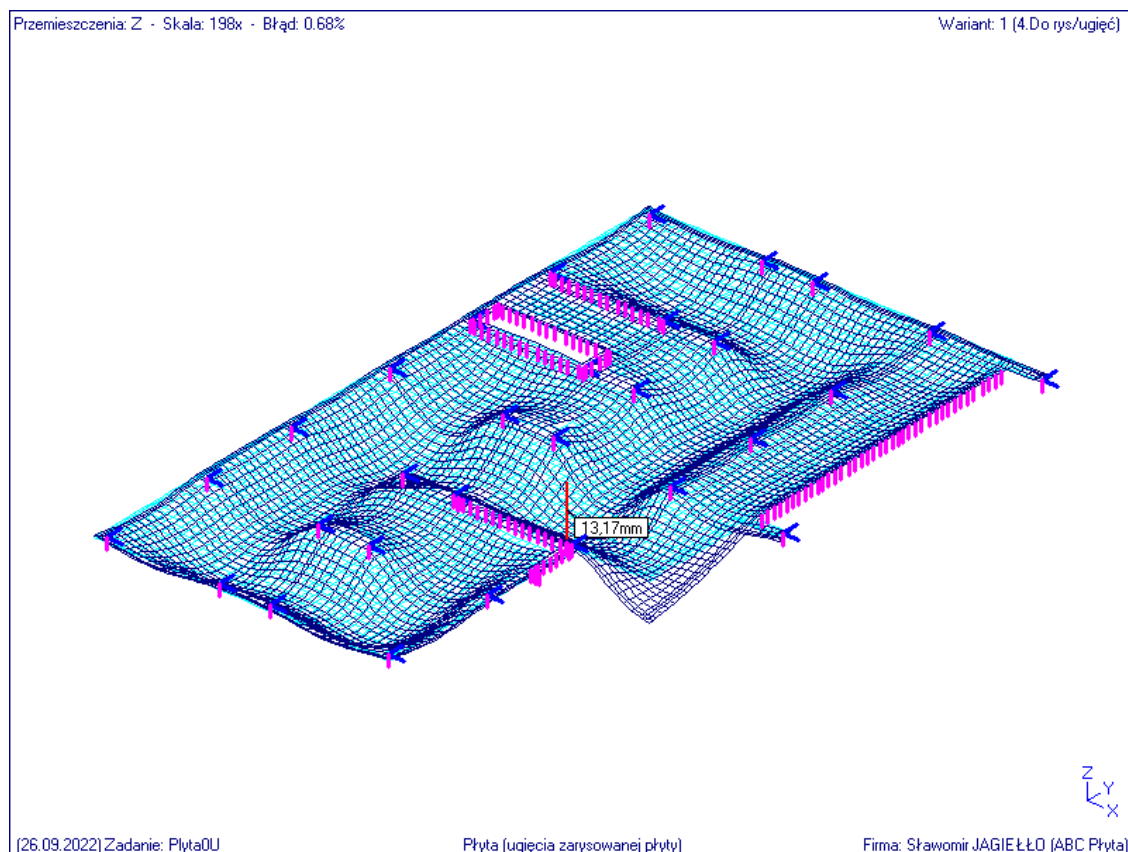 Przemieszczenia: Z - Skala: 198x - Błąd: 0.68%
Wariant: 1 (4.Do rys/ugięć)
13,17mm
Z
Y
X
(26.09.2022) Zadanie: Plyta0U
Płyta (ugięcia zarysowanej płyty)
Firma: Sławomir JAGIEŁŁO (ABC Płyta)